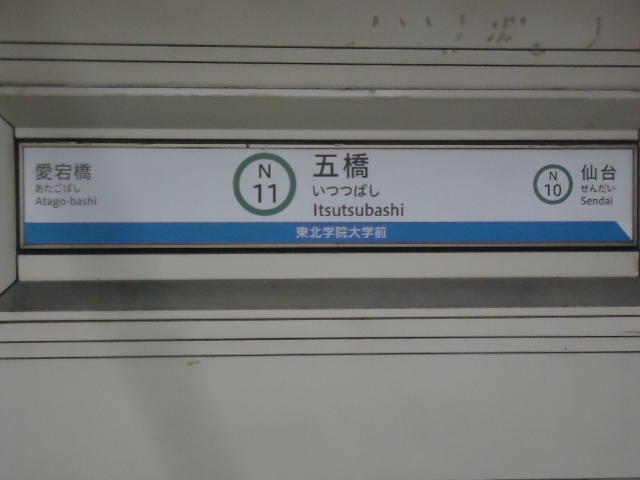 愛宕橋
あたごばし
Atago-bashi
N
11
五橋
いつつばし
Itsutsubashi
N
10
仙台
せんだい
Sendai
東北学院大学前